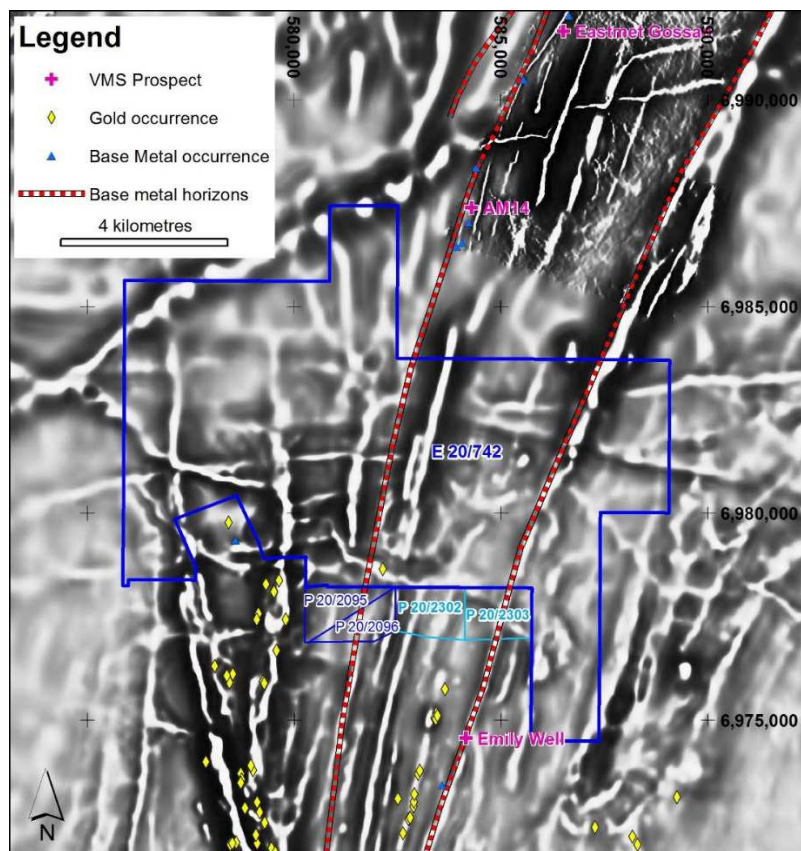 Legend
VMS Prospect
Gold occurrence
Base Metal occurrence
Base metal horizons
4 kilometres
580,000
585,000
590,000
Eastmet Gossan
6,990,000
AM14
6,985,000
E 20/742
6,980,000
P 20/2095
P 20/2096
P 20/2302
P 20/2303
6,975,000
Emily Well
N